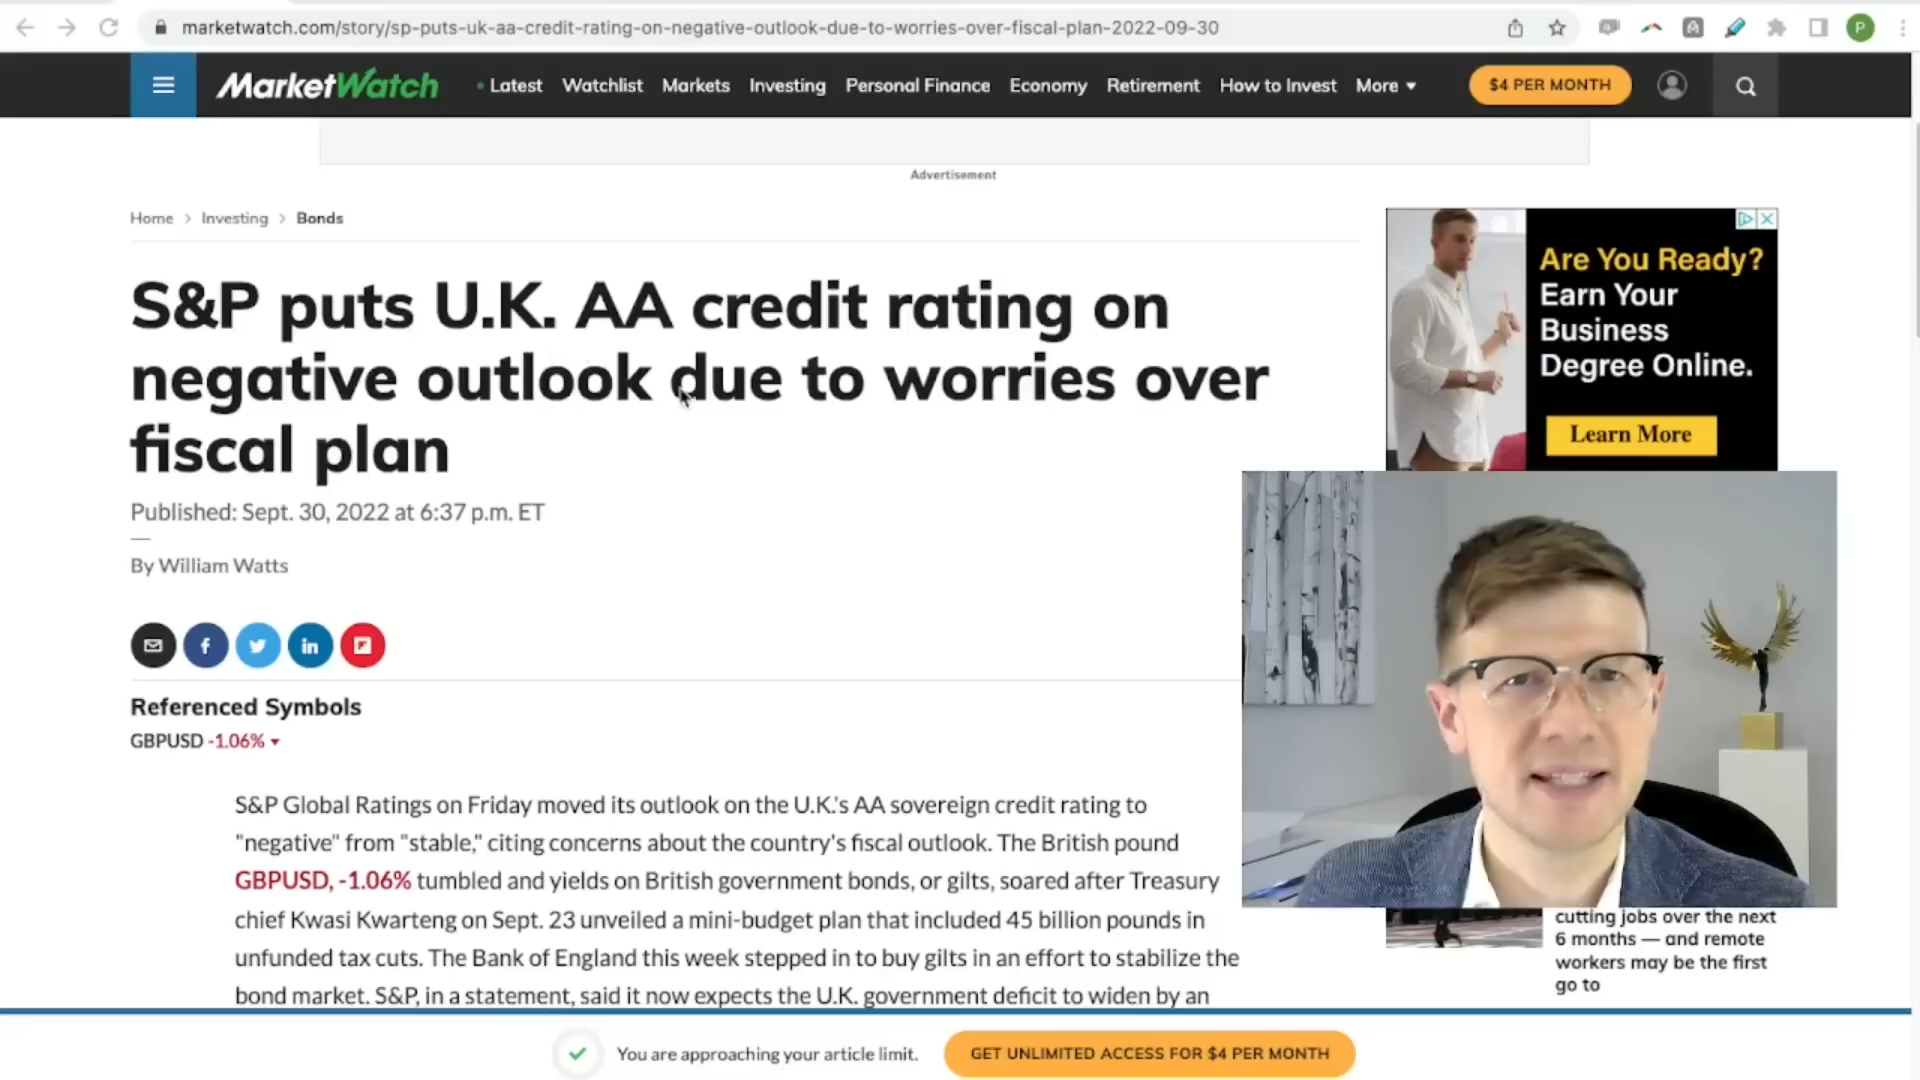 marketwatch.com/story/sp-puts-uk-aa-credit-rating-on-negative-outlook-due-to-worries-over-fiscal-plan-2022-09-30
P
MarketWatch
Latest Watchlist Markets Investing Personal Finance Economy Retirement How to Invest More
$4 PER MONTH
Advertisement
Home > Investing > Bonds
S&P puts U.K. AA credit rating on
negative outlook due to worries over
fiscal plan
Published: Sept. 30, 2022 at 6:37 p.m. ET
By William Watts
Referenced Symbols
GBPUSD -1.06%
S&P Global Ratings on Friday moved its outlook on the U.K.'s AA sovereign credit rating to
"negative" from "stable," citing concerns about the country's fiscal outlook. The British pound
GBPUSD, -1.06% tumbled and yields on British government bonds, or gilts, soared after Treasury
chief Kwasi Kwarteng on Sept. 23 unveiled a mini-budget plan that included 45 billion pounds in
unfunded tax cuts. The Bank of England this week stepped in to buy gilts in an effort to stabilize the
bond market. S&P, in a statement, said it now expects the U.K. government deficit to widen by an
Are You Ready?
Earn Your
Business
Degree Online.
Learn More
cutting jobs over the next
6 months — and remote
workers may be the first
go to
You are approaching your article limit.
GET UNLIMITED ACCESS FOR $4 PER MONTH